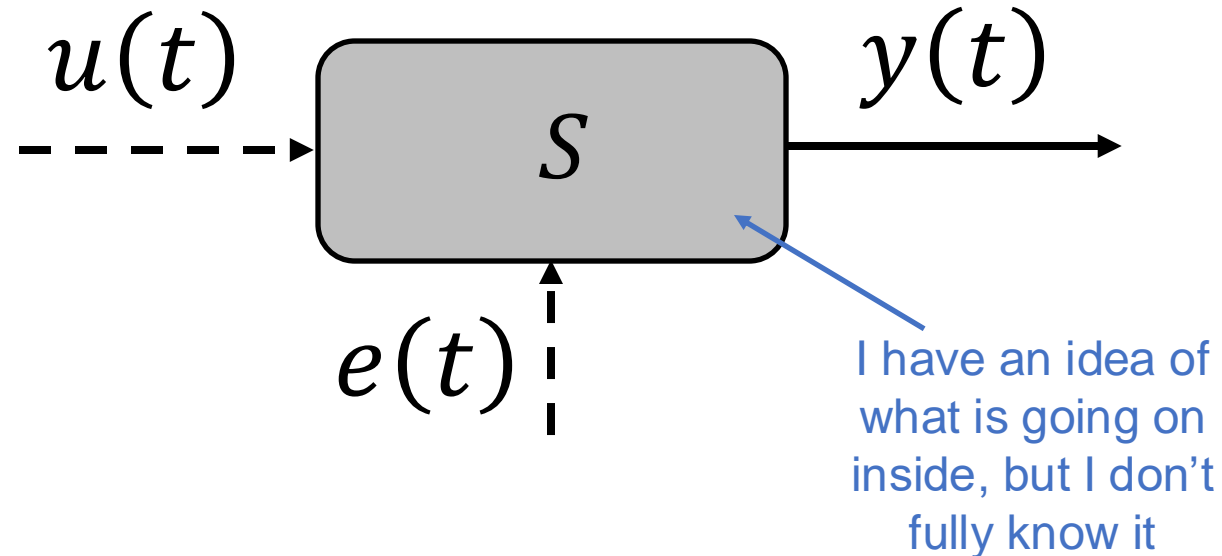 u(t)
S
y(t)
e(t)
I have an idea of
what is going on
inside, but I don’t
fully know it